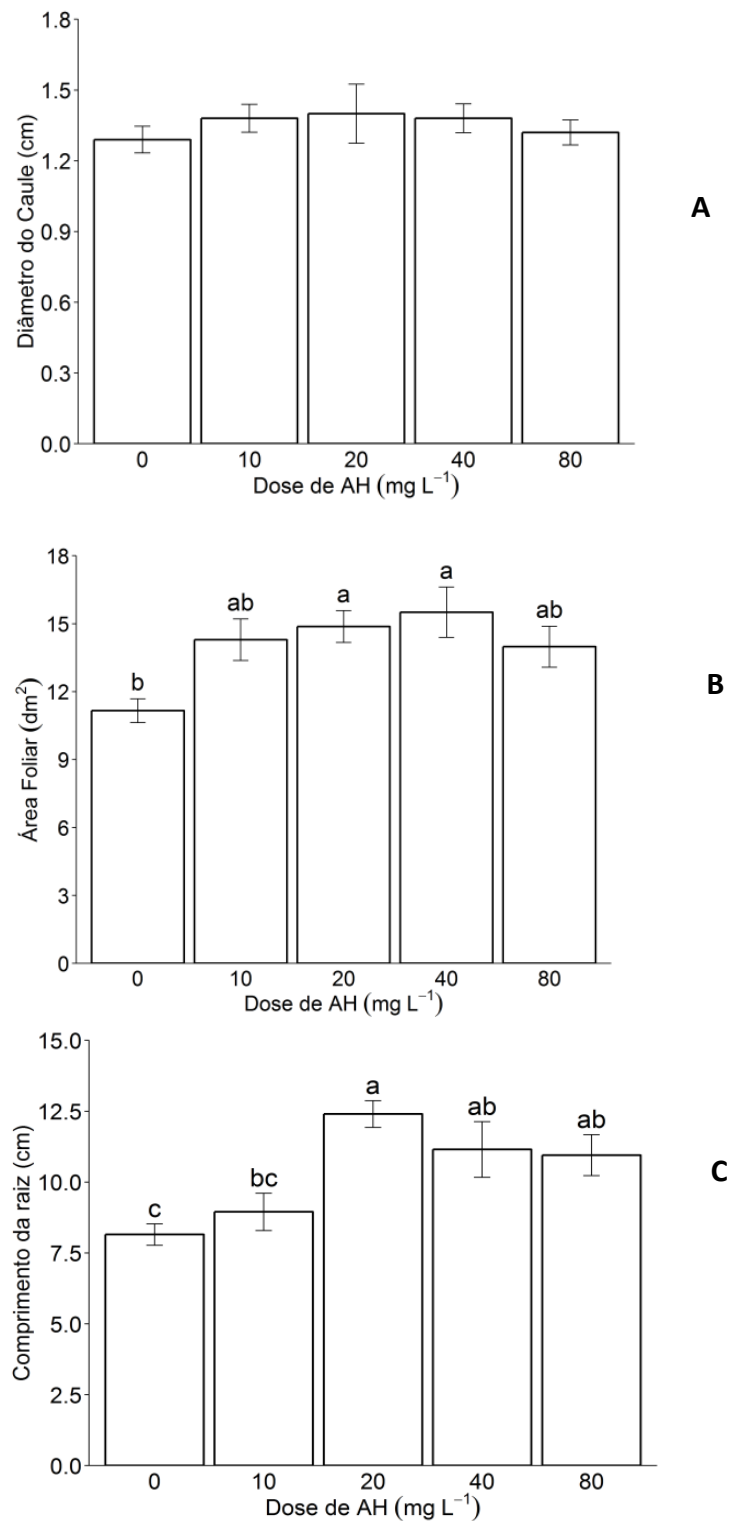 1.8
1.5
1.2
0.9
0.6
0.3
0.0
Diâmetro do Caule (cm)
0 10 20 40 80
Dose de AH (mg L⁻¹)
A
18
15
12
9
6
3
0
Área Foliar (dm²)
b ab a a ab
0 10 20 40 80
Dose de AH (mg L⁻¹)
B
15.0
12.5
10.0
7.5
5.0
2.5
0.0
Comprimento da raiz (cm)
c bc a ab ab
0 10 20 40 80
Dose de AH (mg L⁻¹)
C